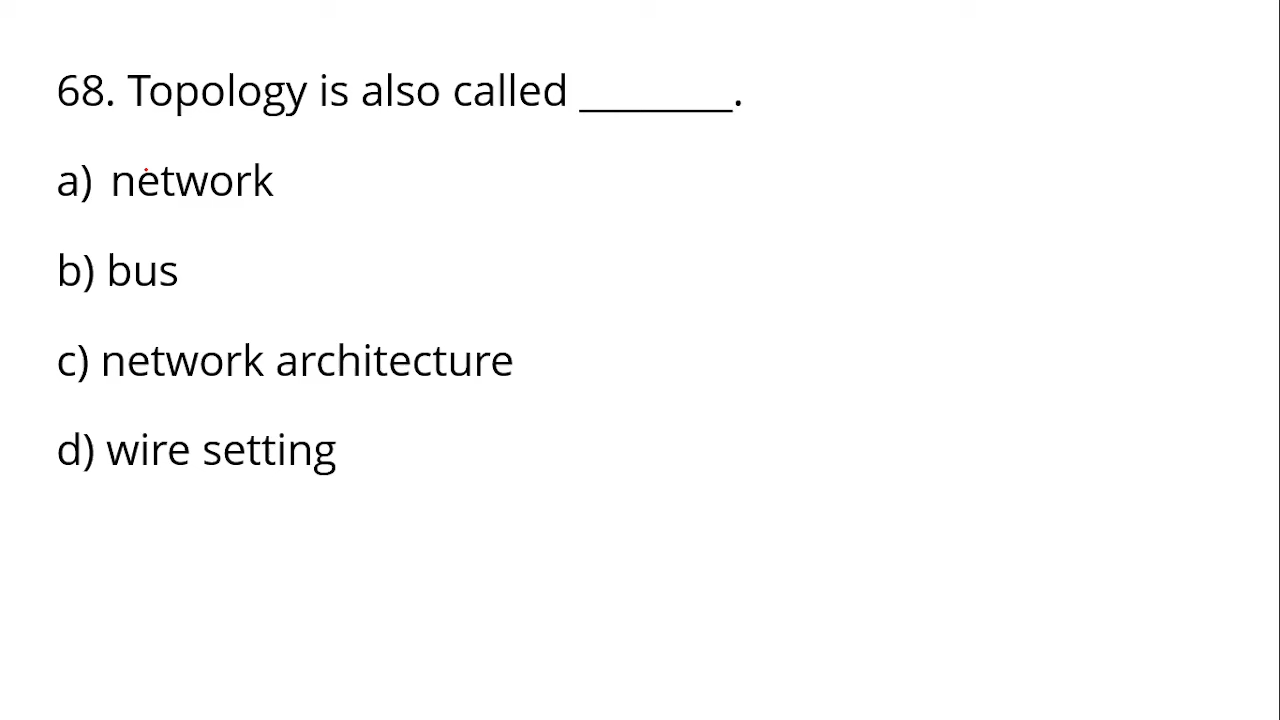 68. Topology is also called ________.
a) network
b) bus
c) network architecture
d) wire setting